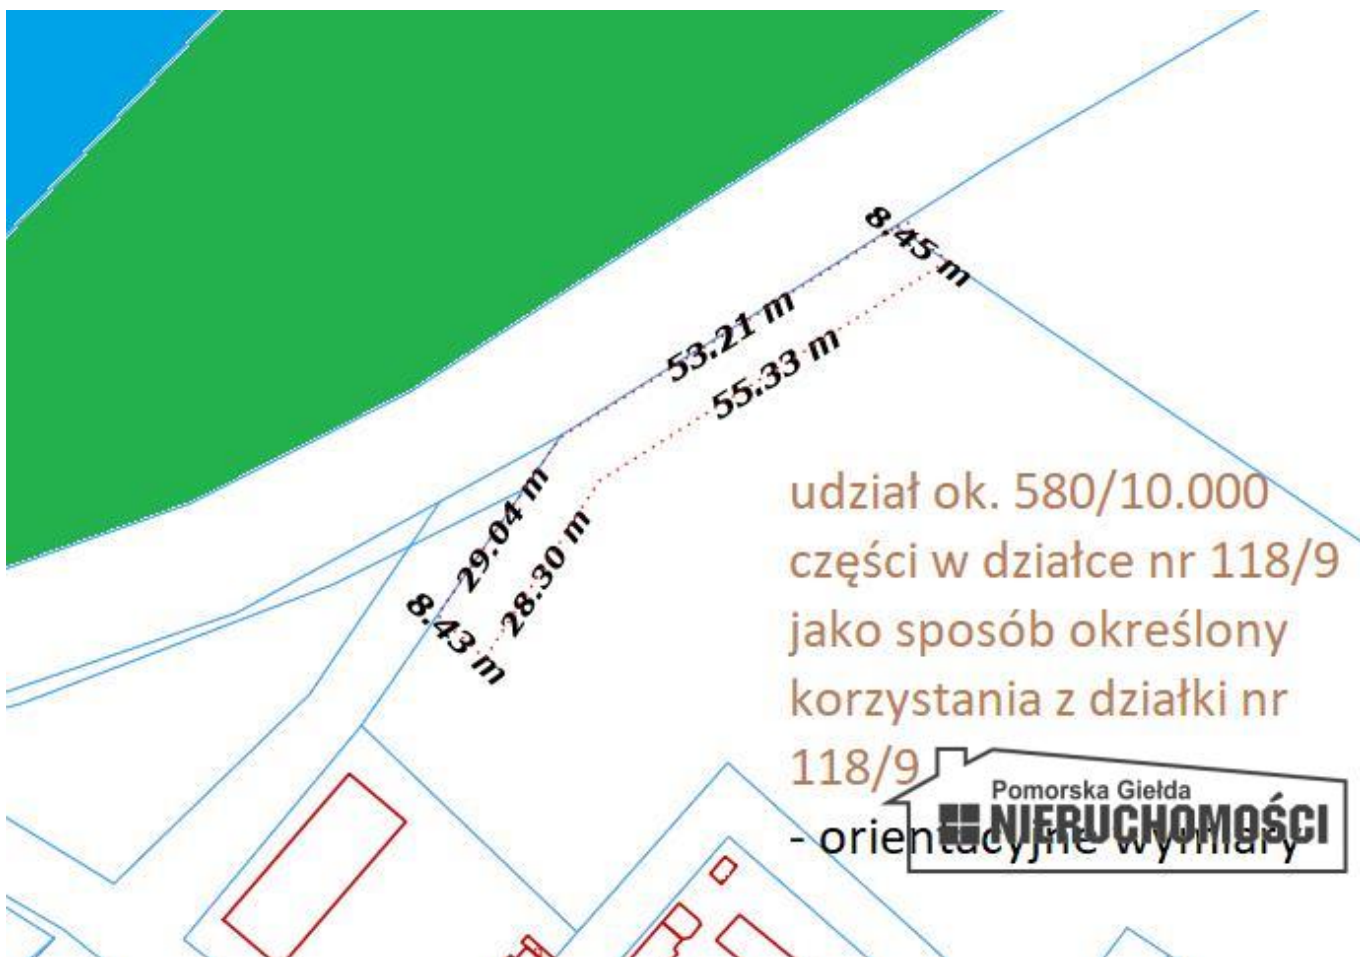 8.45 m
53.21 m
55.33 m
29.04 m
28.30 m
8.43 m
udział ok. 580/10.000
części w działce nr 118/9
jako sposób określony
korzystania z działki nr
118/9
- orientacyjne wymiary
Pomorska Giełda
NIERUCHOMOŚCI